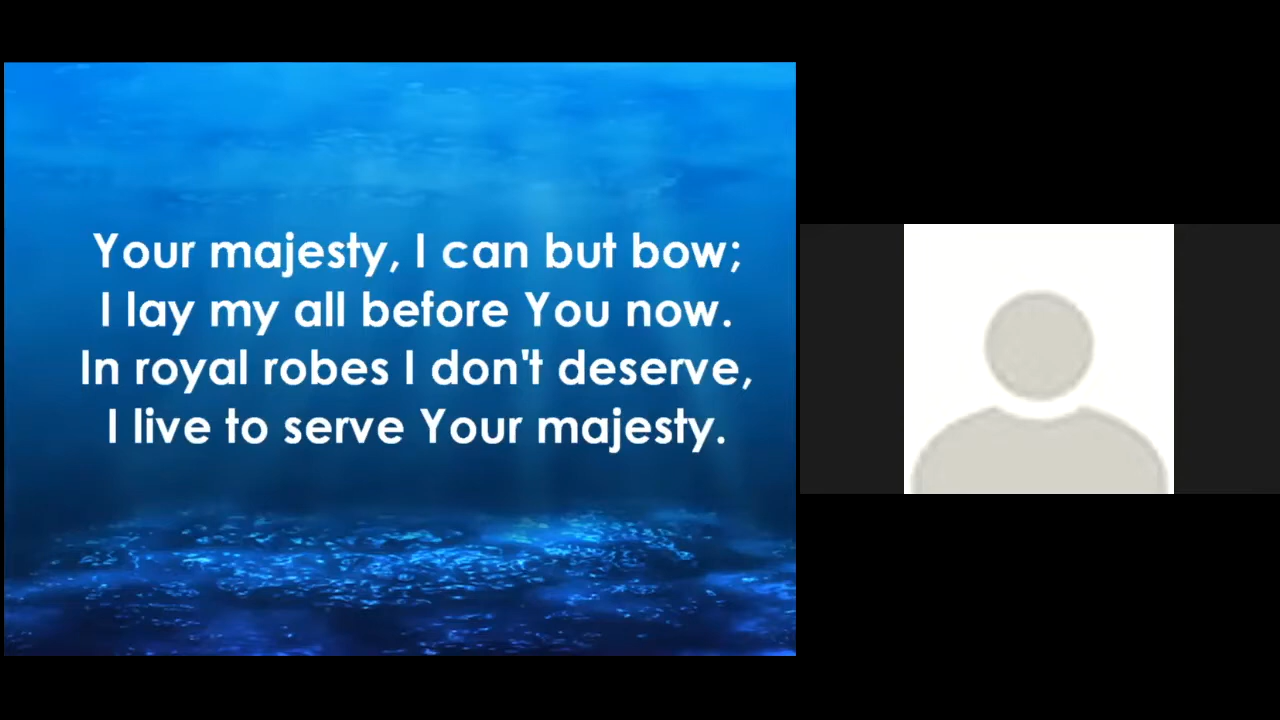 Your majesty, I can but bow;
I lay my all before You now.
In royal robes I don't deserve,
I live to serve Your majesty.